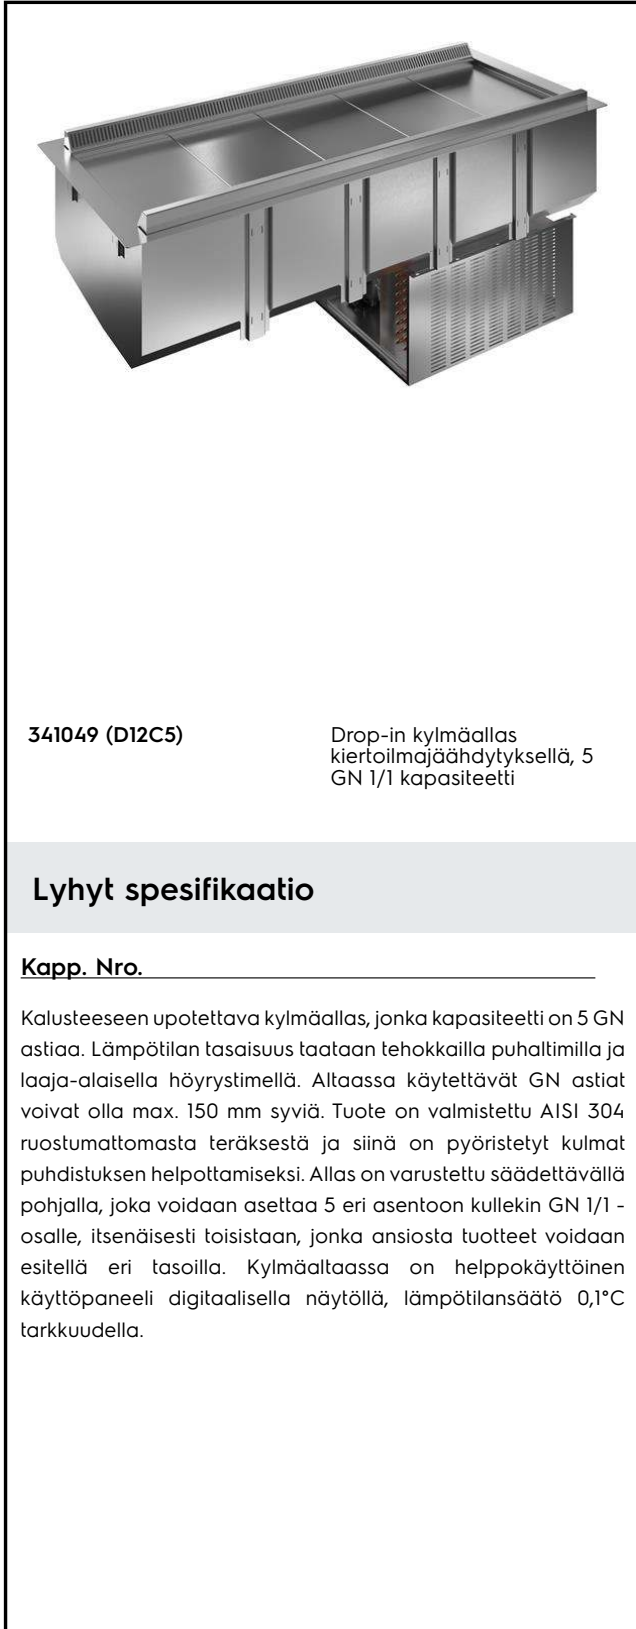 341049 (D12C5)
Drop-in kylmäallas
kiertoilmajäähdytyksellä, 5
GN 1/1 kapasiteetti
Lyhyt spesifikaatio
Kapp. Nro.
Kalusteeseen upotettava kylmäallas, jonka kapasiteetti on 5 GN
astiaa. Lämpötilan tasaisuus taataan tehokkailla puhaltimilla ja
laaja-alaisella höyrystimellä. Altaassa käytettävät GN astiat
voivat olla max. 150 mm syviä. Tuote on valmistettu AISI 304
ruostumattomasta teräksestä ja siinä on pyöristetyt kulmat
puhdistuksen helpottamiseksi. Allas on varustettu säädettävällä
pohjalla, joka voidaan asettaa 5 eri asentoon kullekin GN 1/1 -
osalle, itsenäisesti toisistaan, jonka ansiosta tuotteet voidaan
esitellä eri tasoilla. Kylmäaltaassa on helppokäyttöinen
käyttöpaneeli digitaalisella näytöllä, lämpötilansäätö 0,1°C
tarkkuudella.